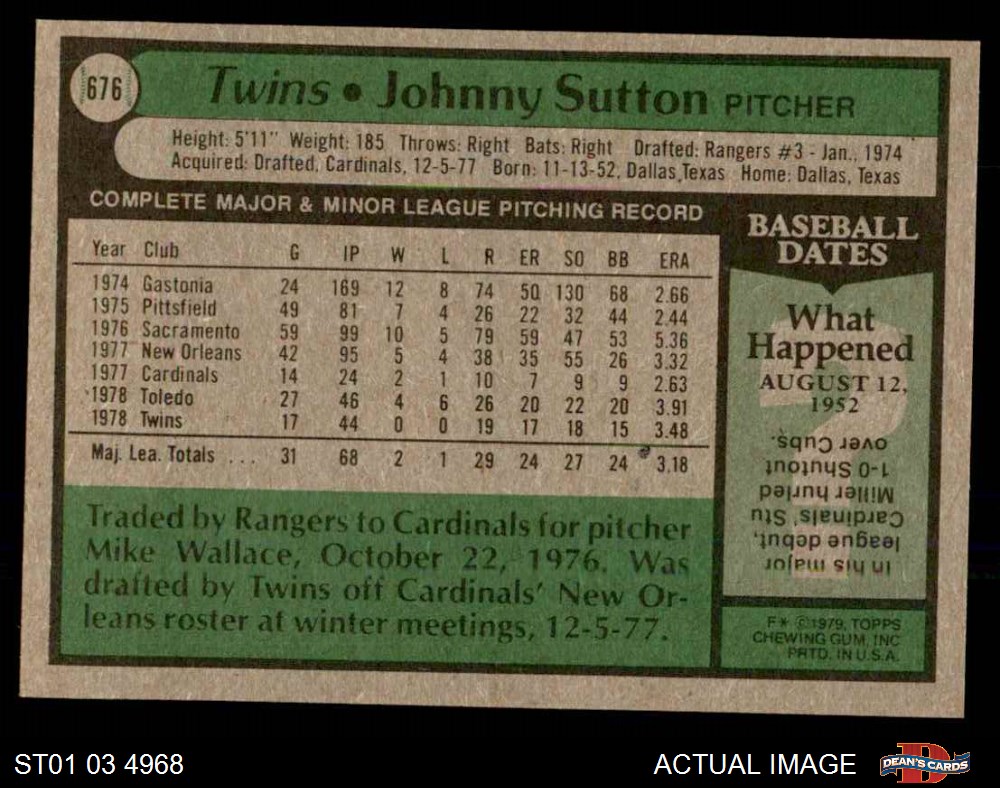 676
Twins • Johnny Sutton PITCHER
Height: 5'11" Weight: 185 Throws: Right Bats: Right Drafted: Rangers #3 - Jan., 1974
Acquired: Drafted, Cardinals, 12-5-77 Born: 11-13-52, Dallas, Texas Home: Dallas, Texas
COMPLETE MAJOR & MINOR LEAGUE PITCHING RECORD
Year Club G IP W L R ER SO BB ERA
1974 Gastonia 24 169 12 8 74 50 130 68 2.66
1975 Pittsfield 49 81 7 4 26 22 32 44 2.44
1976 Sacramento 59 99 10 5 79 59 47 53 5.36
1977 New Orleans 42 95 5 4 38 35 55 26 3.32
1977 Cardinals 14 24 2 1 10 7 9 9 2.63
1978 Toledo 27 46 4 6 26 20 22 20 3.91
1978 Twins 17 44 0 0 19 17 18 15 3.48
Maj. Lea. Totals ... 31 68 2 1 29 24 27 24 3.18
Traded by Rangers to Cardinals for pitcher
Mike Wallace, October 22, 1976. Was
drafted by Twins off Cardinals' New Or-
leans roster at winter meetings, 12-5-77.
BASEBALL
DATES
What
Happened
AUGUST 12,
1952
In his major
league debut,
Cardinals, Stu
Miller hurled
1-0 Shutout
over Cubs.
F* © 1979, TOPPS
CHEWING GUM, INC
PRTD. IN U.S.A.
ST01 03 4968
ACTUAL IMAGE
D
DEAN'S CARDS